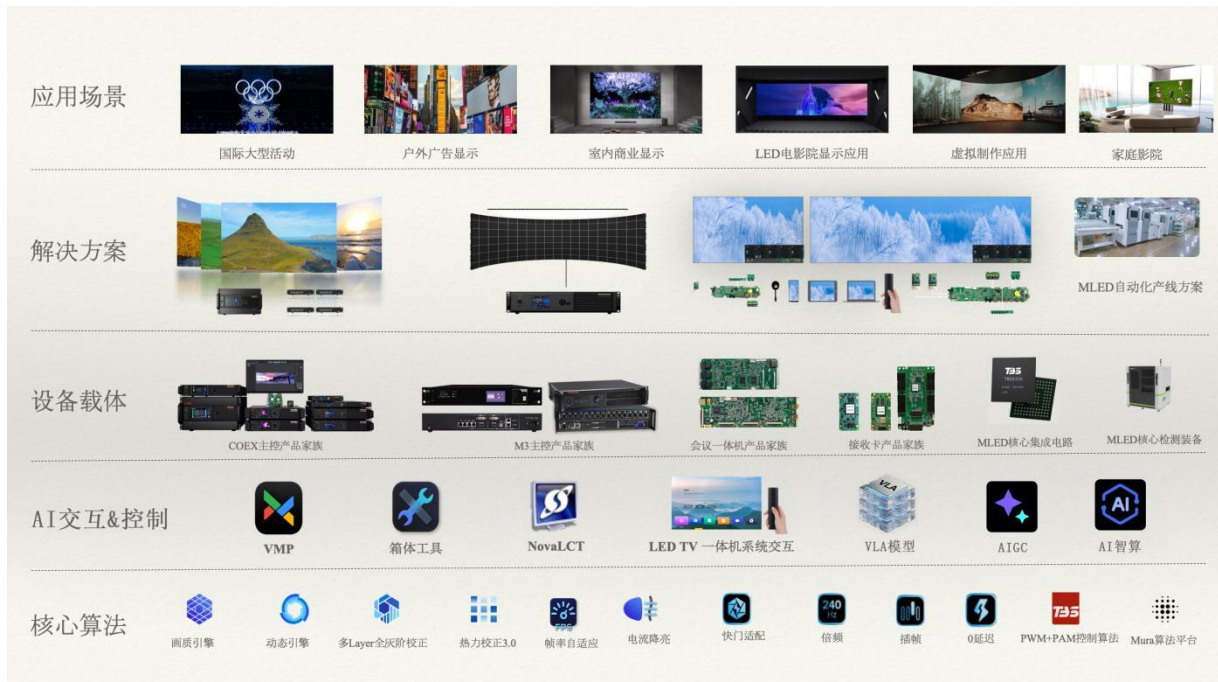 应用场景
国际大型活动
户外广告显示
室内商业显示
LED电影院显示应用
虚拟制作应用
家庭影院
解决方案
MLED自动化产线方案
设备载体
COEX主控产品家族
M3主控产品家族
会议一体机产品家族
接收卡产品家族
MLED核心集成电路
MLED核心检测装备
AI交互&控制
VMP
箱体工具
NovaLCT
LED TV 一体机系统交互
VLA
VLA模型
AIGC
AI
AI智算
核心算法
画质引擎
动态引擎
多Layer全灰阶校正
热力校正3.0
FPS
帧率自适应
电流降亮
快门适配
240
HZ
倍频
插帧
0延迟
PWM+PAM控制算法
Mura算法平台